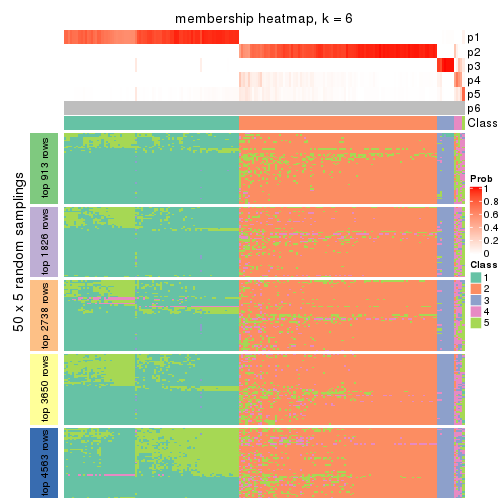 membership heatmap, k = 6
p1
p2
p3
p4
p5
p6
Class
50 x 5 random samplings
top 913 rows
top 1826 rows
top 2738 rows
top 3650 rows
top 4563 rows
Prob
1
0.8
0.6
0.4
0.2
0
Class
1
2
3
4
5